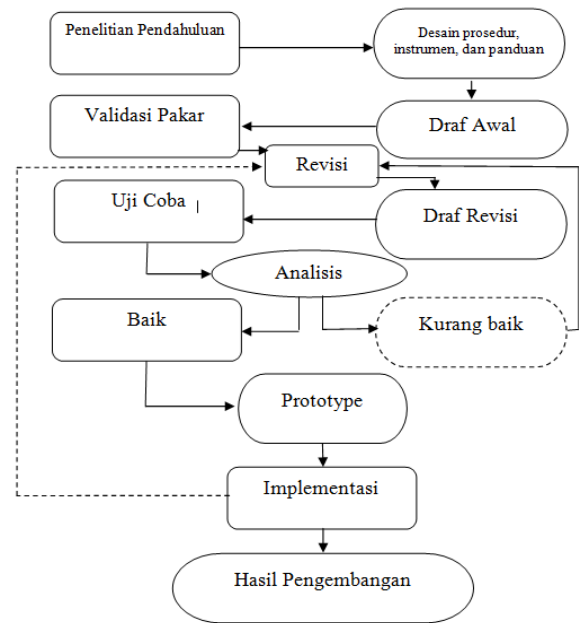 Penelitian Pendahuluan
Desain prosedur,
instrumen, dan panduan
Validasi Pakar
Draf Awal
Revisi
Uji Coba
Draf Revisi
Analisis
Baik
Kurang baik
Prototype
Implementasi
Hasil Pengembangan